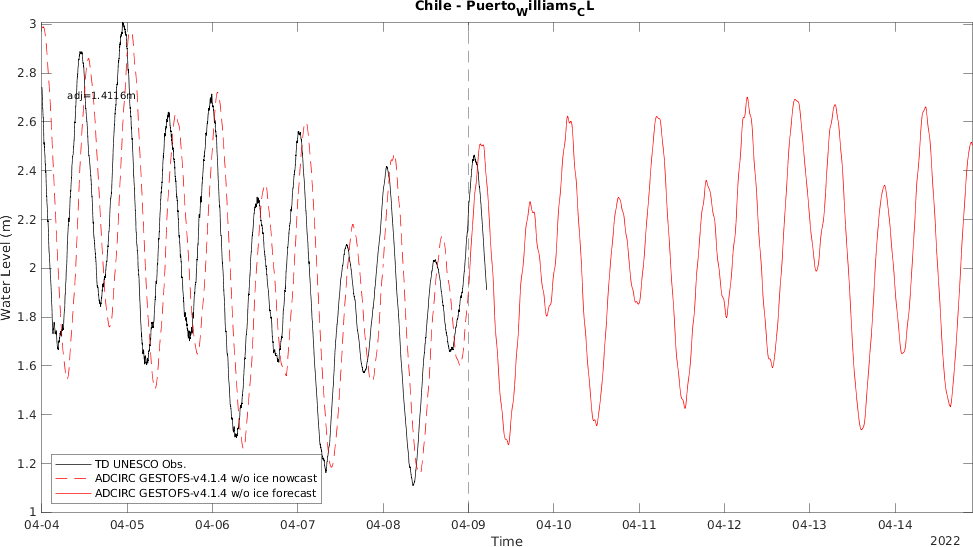 Chile - PuertoWilliamsCL
3
2.8
adj=1.4116m
2.6
2.4
2.2
2
1.8
1.6
1.4
1.2
1
Water Level (m)
TD UNESCO Obs.
ADCIRC GESTOFS-v4.1.4 w/o ice nowcast
ADCIRC GESTOFS-v4.1.4 w/o ice forecast
04-04 04-05 04-06 04-07 04-08 04-09 04-10 04-11 04-12 04-13 04-14
Time
2022